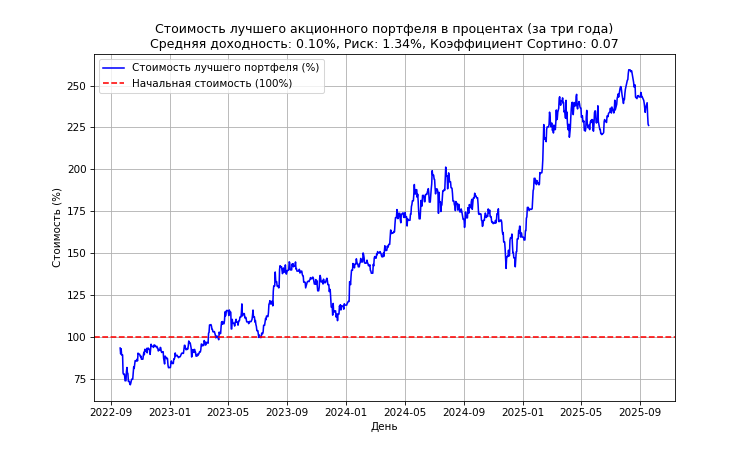 Стоимость лучшего акционного портфеля в процентах (за три года)
Средняя доходность: 0.10%, Риск: 1.34%, Коэффициент Сортино: 0.07
Стоимость лучшего портфеля (%)
Начальная стоимость (100%)
Стоимость (%)
250
225
200
175
150
125
100
75
2022-09 2023-01 2023-05 2023-09 2024-01 2024-05 2024-09 2025-01 2025-05 2025-09
День